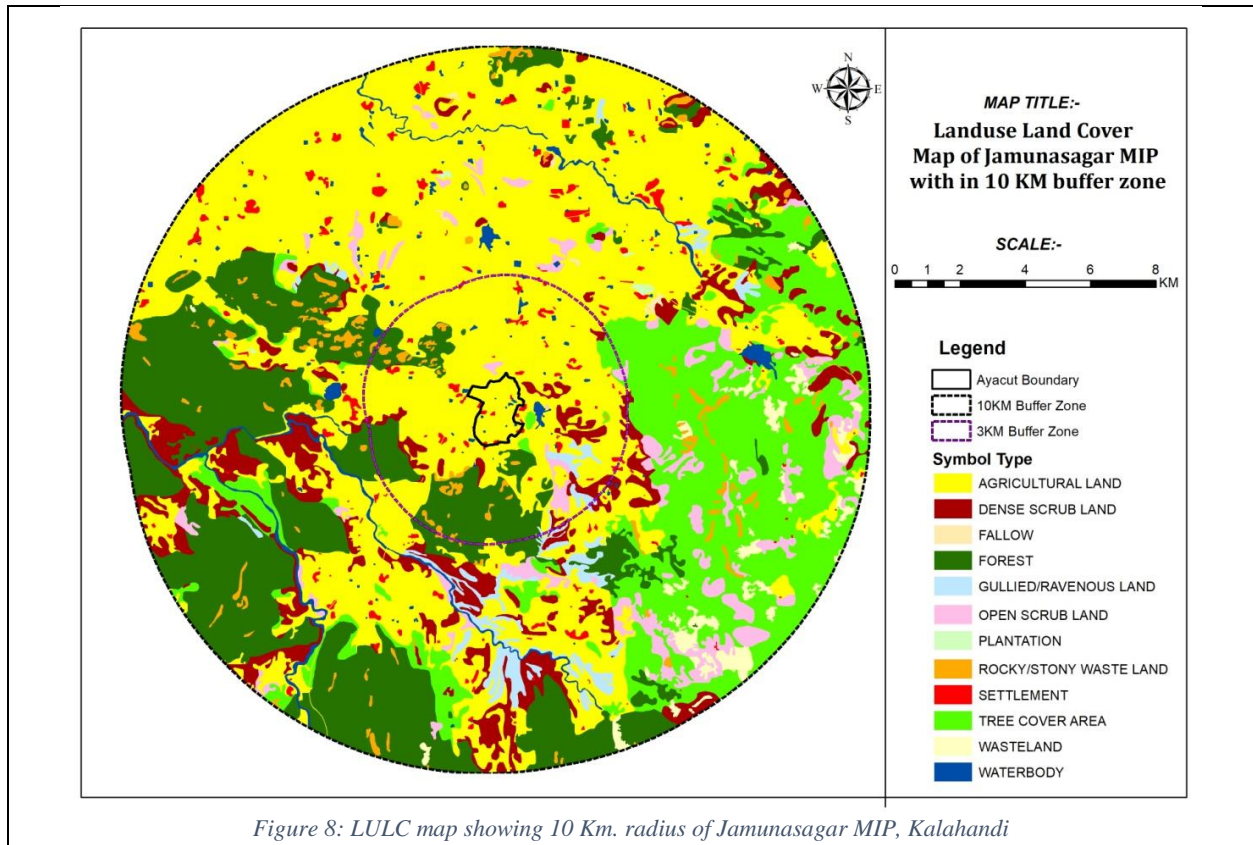 N
W
E
S
MAP TITLE:-
Landuse Land Cover
Map of Jamunasagar MIP
with in 10 KM buffer zone
SCALE:-
0 1 2 4 6 8
KM
Legend
Ayacut Boundary
10KM Buffer Zone
3KM Buffer Zone
Symbol Type
AGRICULTURAL LAND
DENSE SCRUB LAND
FALLOW
FOREST
GULLIED/RAVENOUS LAND
OPEN SCRUB LAND
PLANTATION
ROCKY/STONY WASTE LAND
SETTLEMENT
TREE COVER AREA
WASTELAND
WATERBODY
Figure 8: LULC map showing 10 Km. radius of Jamunasagar MIP, Kalahandi